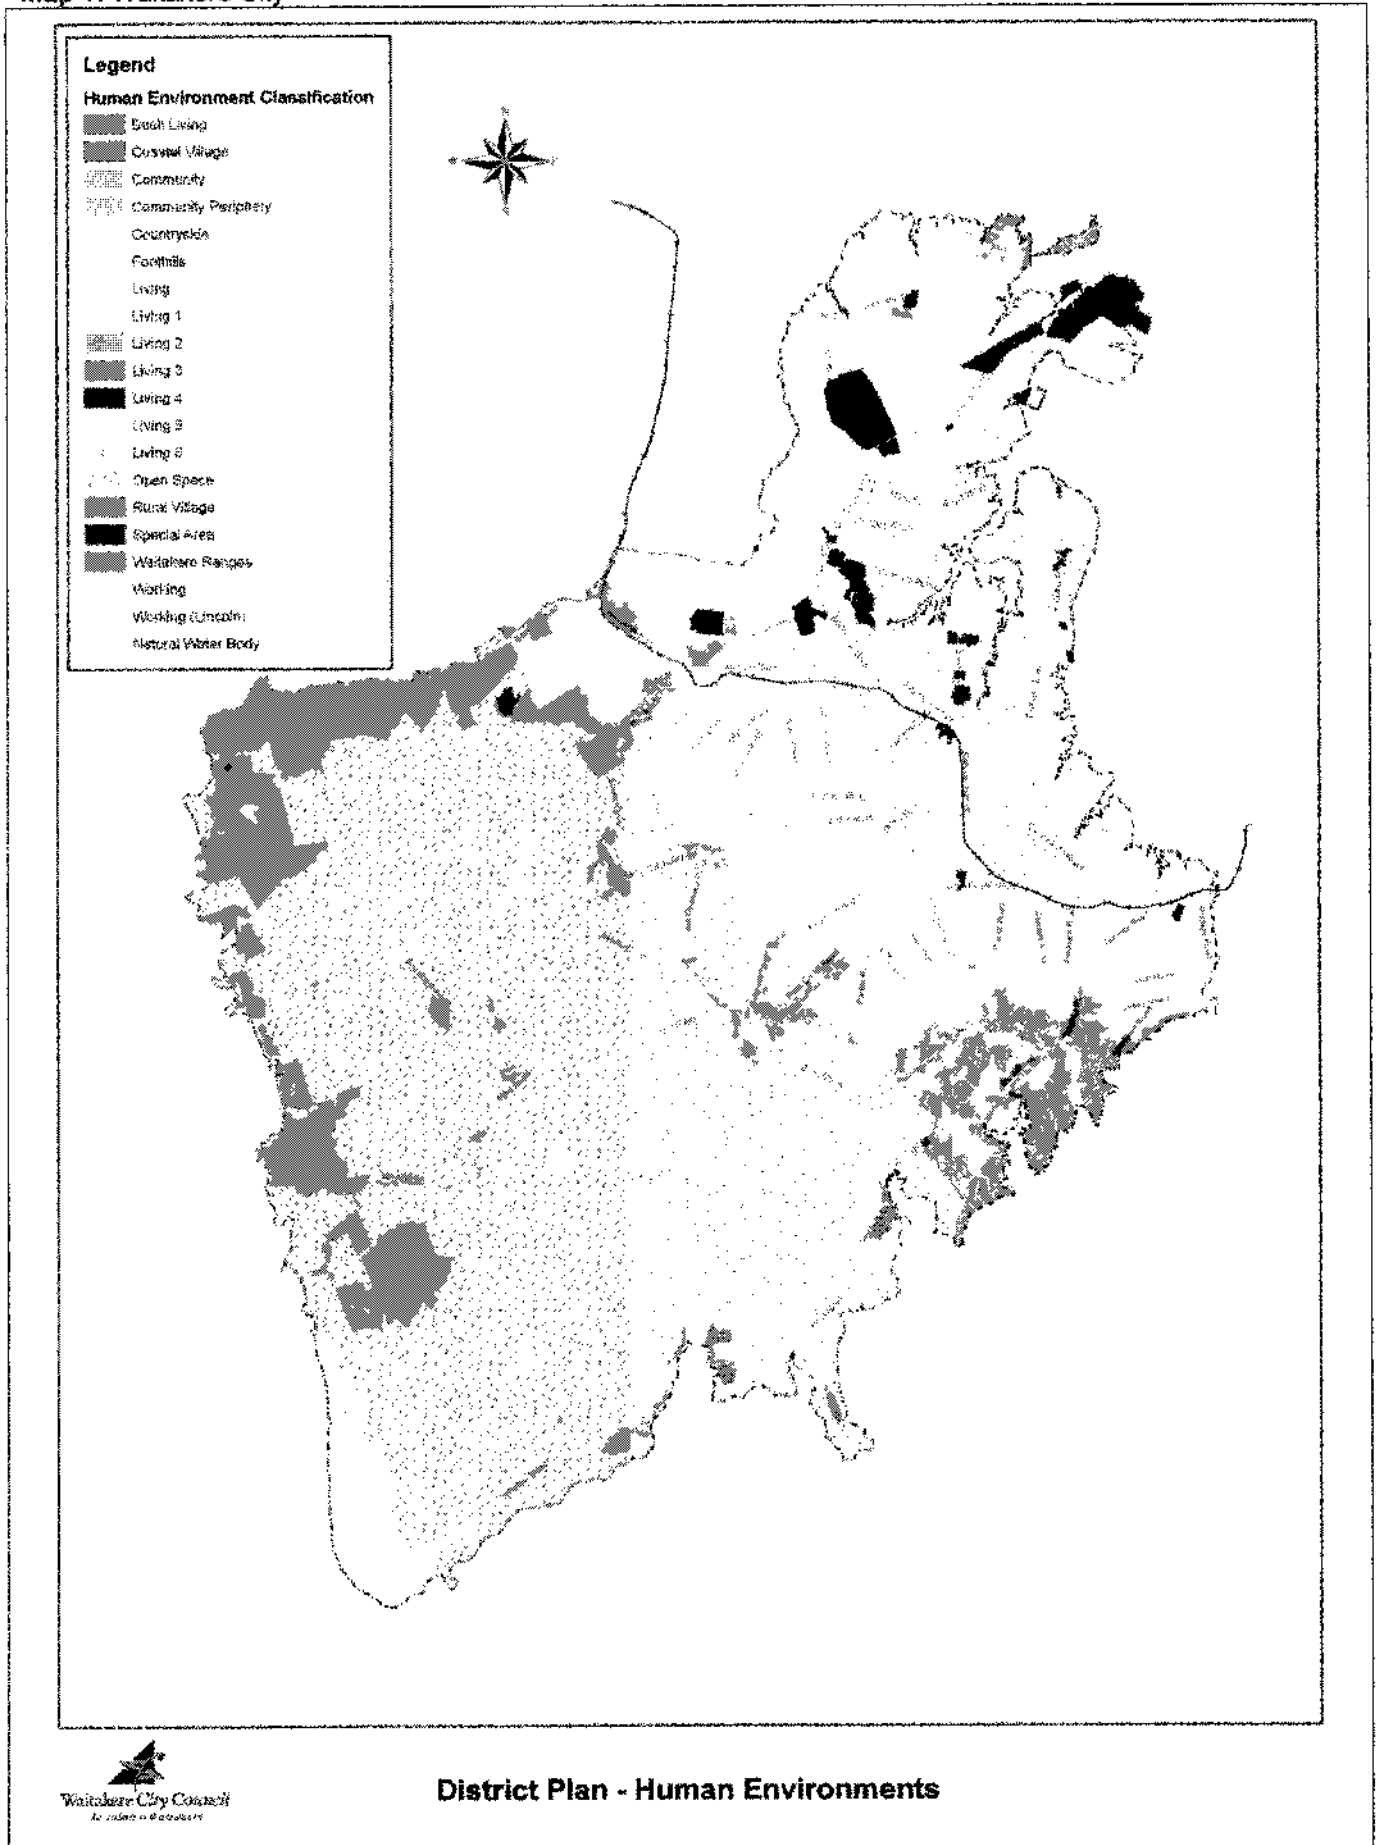 Legend
Human Environment Classification
Bush Living
Coastal Village
Community
Community Periphery
Countryside
Foothills
Living
Living 1
Living 2
Living 3
Living 4
Living 5
Living 6
Open Space
Rural Village
Special Area
Waitakere Ranges
Working
Working (Lincoln)
Natural Water Body
Waitakere City Council
District Plan - Human Environments